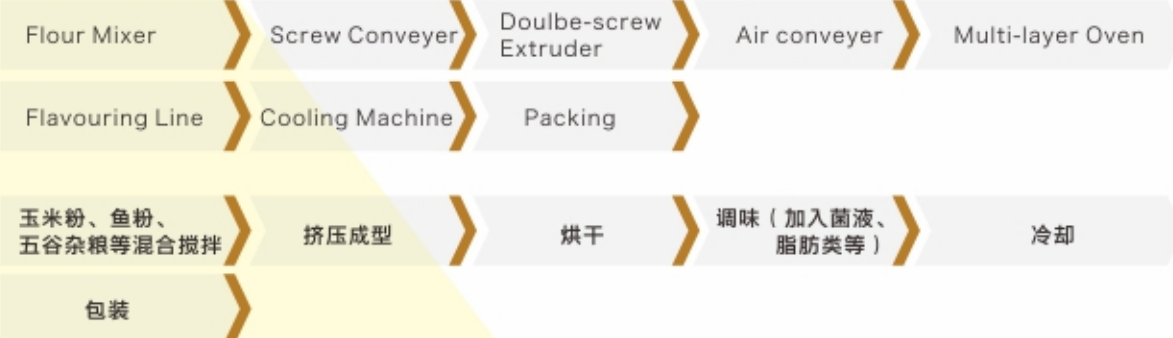 Flour Mixer
Screw Conveyer
Doulbe-screw
Extruder
Air conveyer
Multi-layer Oven
Flavouring Line
Cooling Machine
Packing
玉米粉、鱼粉、
五谷杂粮等混合搅拌
挤压成型
烘干
调味（加入菌液、
脂肪类等）
冷却
包装